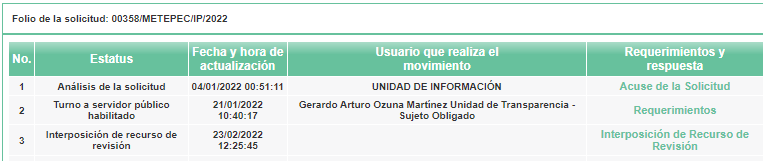 Folio de la solicitud: 00358/METEPEC/IP/2022
No. Estatus Fecha y hora de actualización Usuario que realiza el movimiento Requerimientos y respuesta
1 Análisis de la solicitud 04/01/2022 00:51:11 UNIDAD DE INFORMACIÓN Acuse de la Solicitud
2 Turno a servidor público habilitado 21/01/2022 10:40:17 Gerardo Arturo Ozuna Martínez Unidad de Transparencia - Sujeto Obligado Requerimientos
3 Interposición de recurso de revisión 23/02/2022 12:25:45 Interposición de Recurso de Revisión